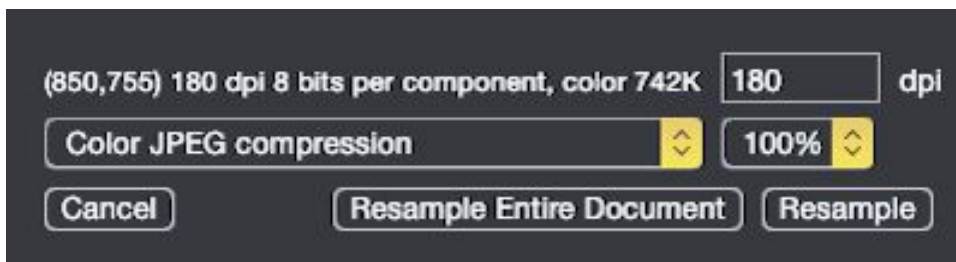 (850,755) 180 dpi 8 bits per component, color 742K 180 dpi
Color JPEG compression 100%
Cancel Resample Entire Document Resample